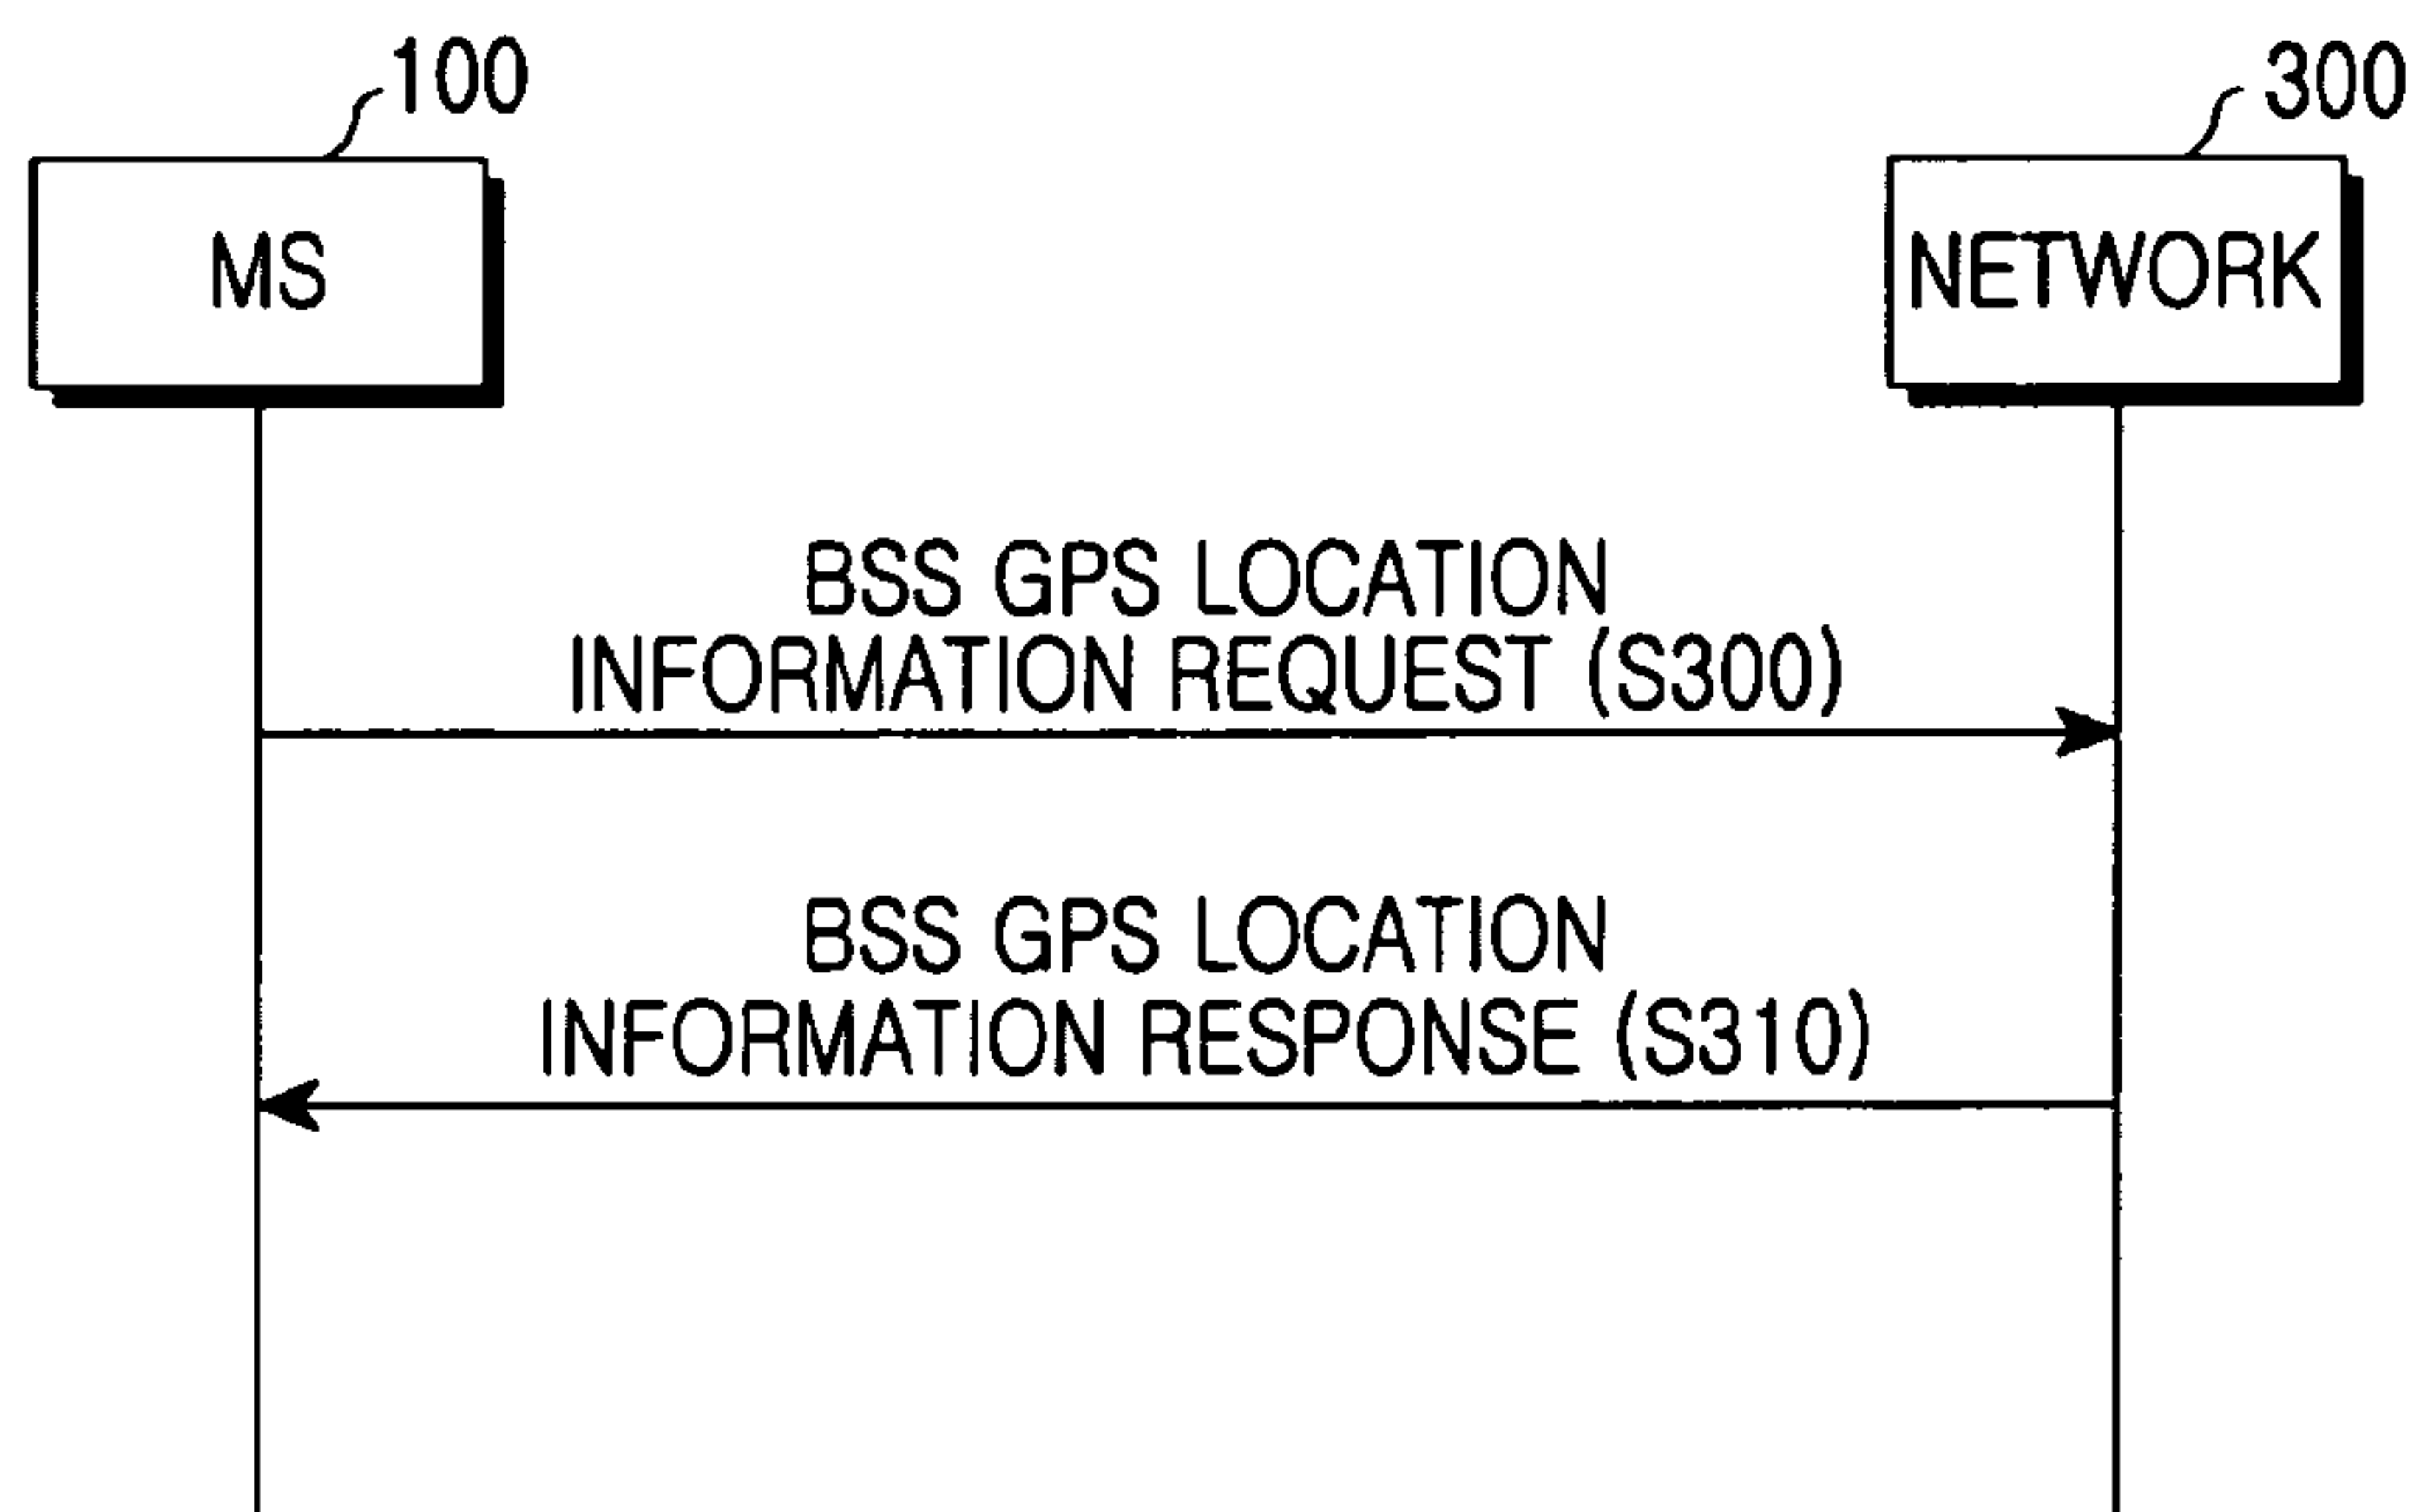 100
300
MS
NETWORK
BSS GPS LOCATION
INFORMATION REQUEST (S300)
BSS GPS LOCATION
INFORMATION RESPONSE (S310)